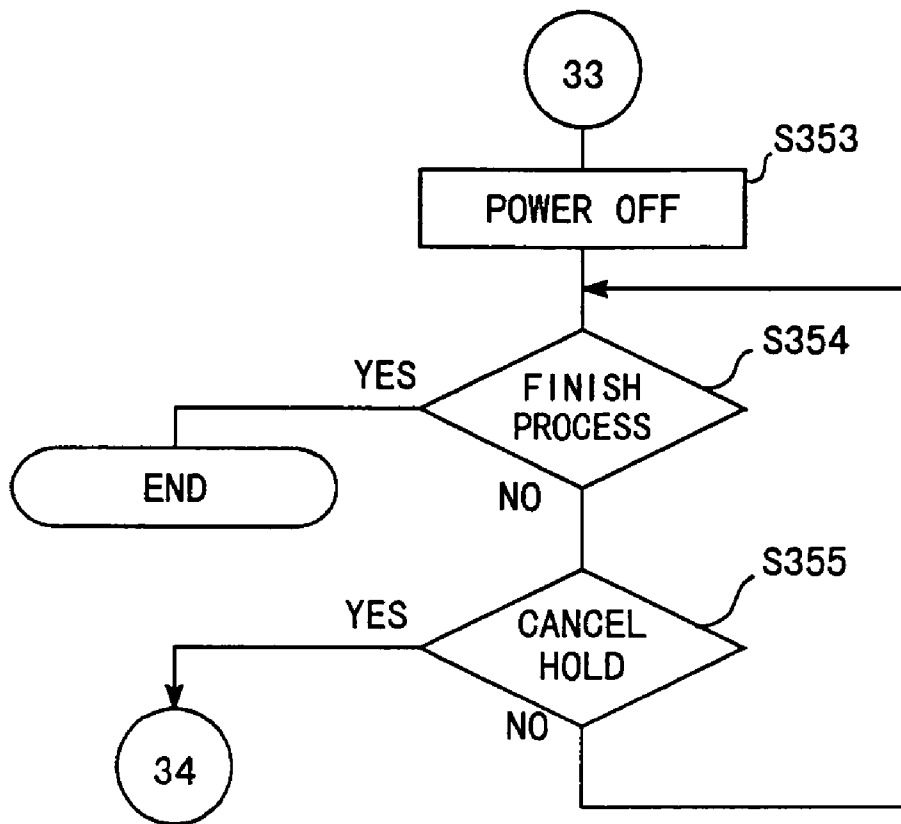 33
S353
POWER OFF
S354
YES
FINISH
PROCESS
END
NO
S355
YES
CANCEL
HOLD
NO
34